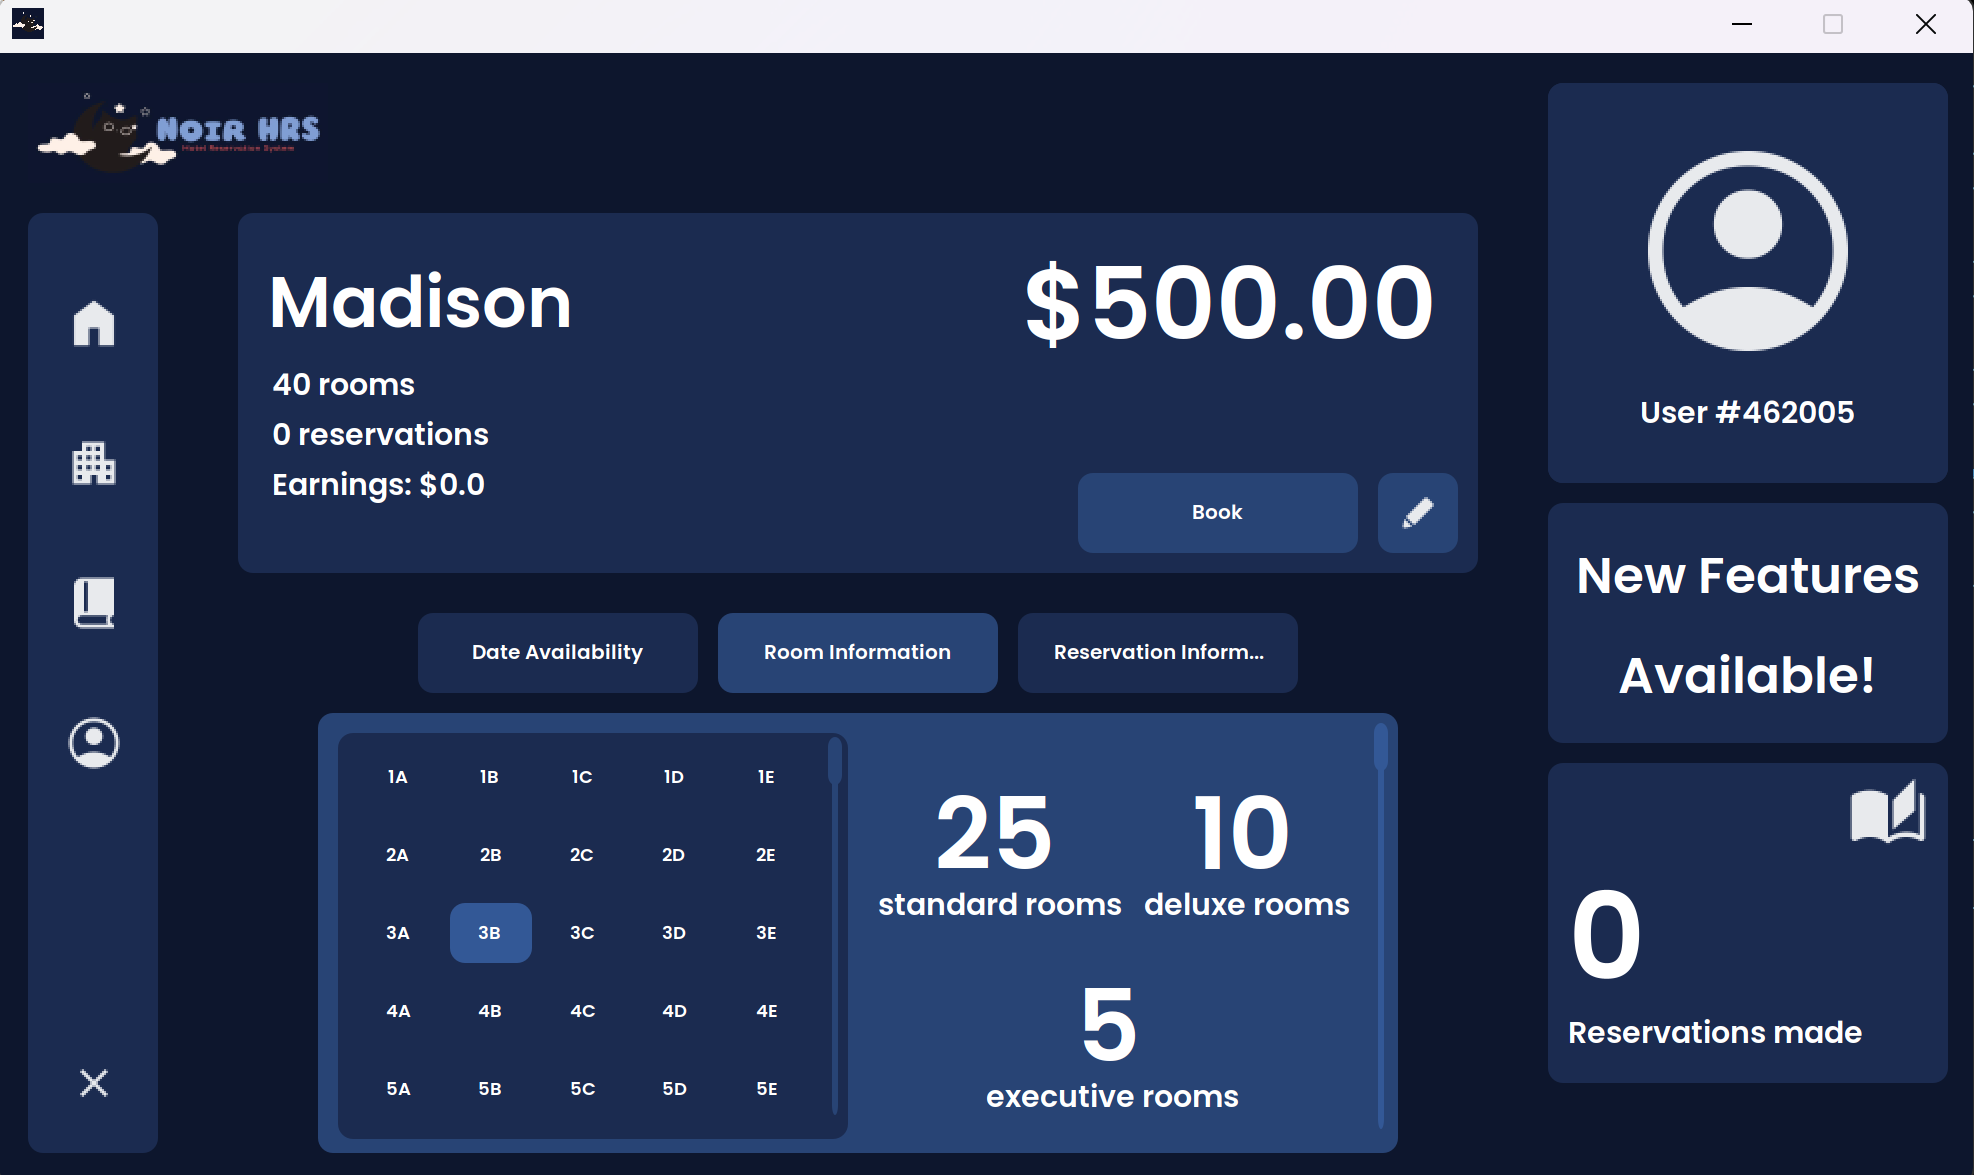 NOIR HRS
Hotel Reservation System
Madison
$500.00
40 rooms
0 reservations
Earnings: $0.0
Book
Date Availability
Room Information
Reservation Inform...
1A 1B 1C 1D 1E
2A 2B 2C 2D 2E
3A 3B 3C 3D 3E
4A 4B 4C 4D 4E
5A 5B 5C 5D 5E
25
standard rooms
10
deluxe rooms
5
executive rooms
User #462005
New Features
Available!
0
Reservations made